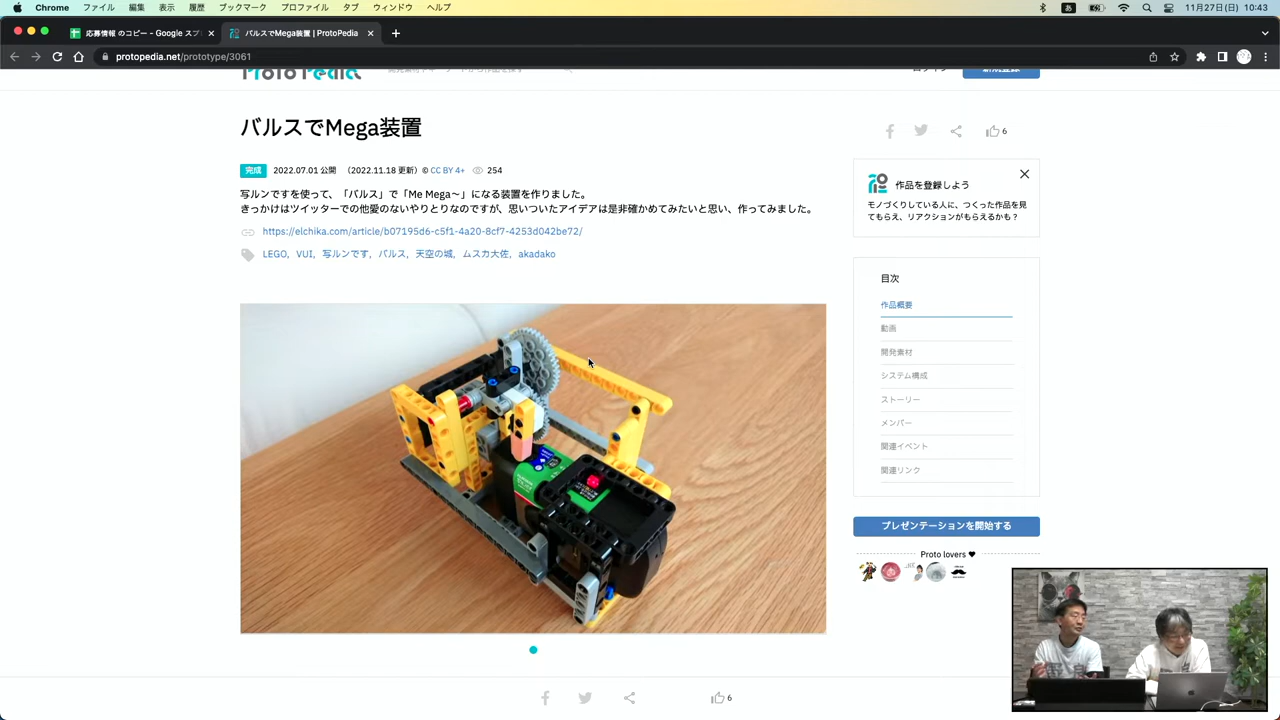 Chrome ファイル 編集 表示 履歴 ブックマーク プロファイル タブ ウィンドウ ヘルプ
あ 11月27日(日) 10:43
応募情報 のコピー - Google スプ
バルスでMega装置 | ProtoPedia
protopedia.net/prototype/3061
ProtoPedia
ログイン
新規登録
バルスでMega装置
6
完成 2022.07.01 公開 （2022.11.18 更新）© CC BY 4+ 254
写ルンですを使って、「バルス」で「Me Mega〜」になる装置を作りました。
きっかけはツイッターでの他愛のないやりとりなのですが、思いついたアイデアは是非確かめてみたいと思い、作ってみました。
https://elchika.com/article/b07195d6-c5f1-4a20-8cf7-4253d042be72/
LEGO, VUI, 写ルンです, バルス, 天空の城, ムスカ大佐, akadako
作品を登録しよう
モノづくりしている人に、つくった作品を見
てもらえ、リアクションがもらえるかも？
目次
作品概要
動画
開発素材
システム構成
ストーリー
メンバー
関連イベント
関連リンク
プレゼンテーションを開始する
Proto lovers
6